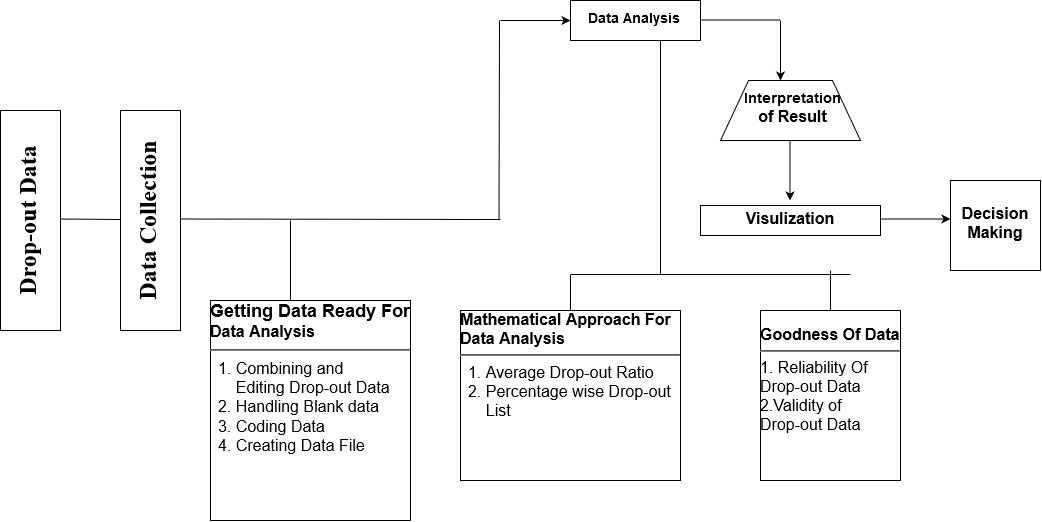 Drop-out Data
Data Collection
Data Analysis
Interpretation
of Result
Visulization
Decision
Making
Getting Data Ready For
Data Analysis
1. Combining and
Editing Drop-out Data
2. Handling Blank data
3. Coding Data
4. Creating Data File
Mathematical Approach For
Data Analysis
1. Average Drop-out Ratio
2. Percentage wise Drop-out
List
Goodness Of Data
1. Reliability Of
Drop-out Data
2.Validity of
Drop-out Data